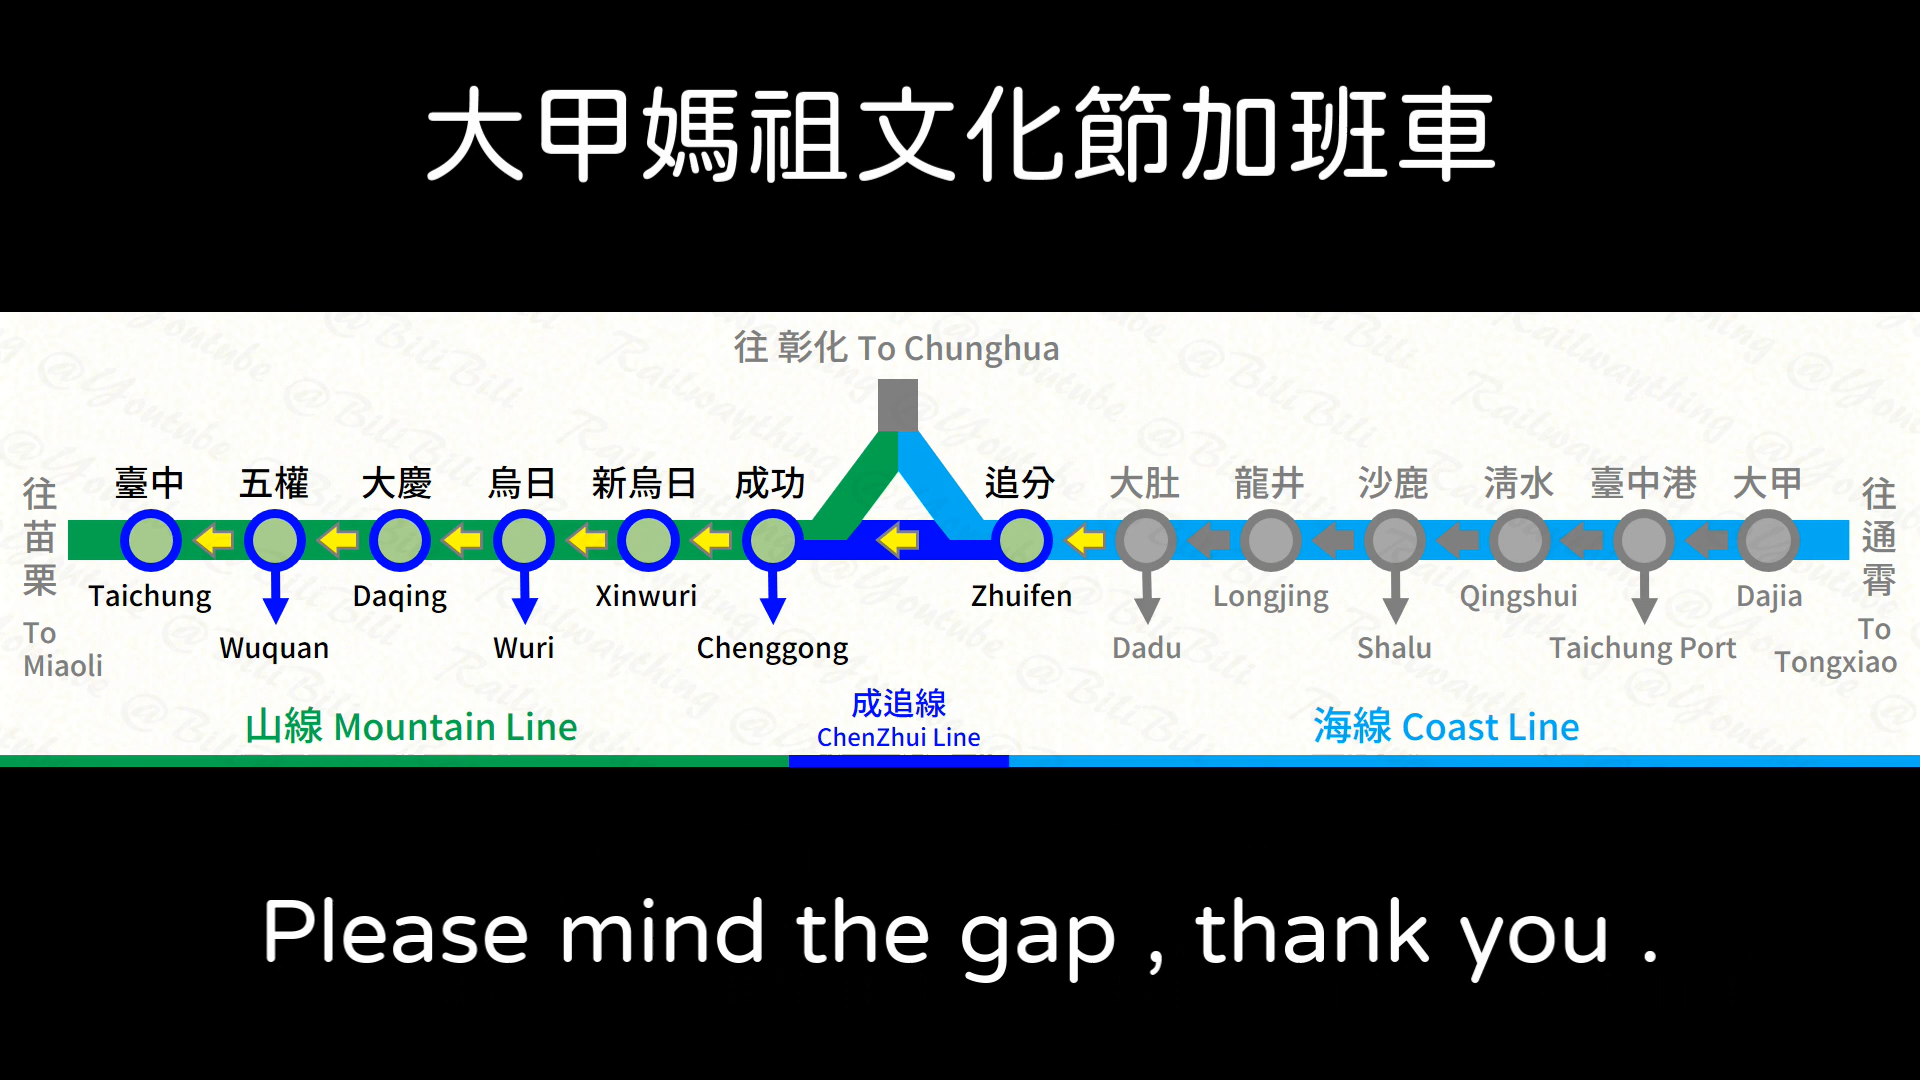 大甲媽祖文化節加班車
往 彰化 To Chunghua
往苗栗
To
Miaoli
臺中
Taichung
五權
Wuquan
大慶
Daqing
烏日
Wuri
新烏日
Xinwuri
成功
Chenggong
追分
Zhuifen
大肚
Dadu
龍井
Longjing
沙鹿
Shalu
清水
Qingshui
臺中港
Taichung Port
大甲
Dajia
往通霄
To
Tongxiao
山線 Mountain Line
成追線
ChenZhui Line
海線 Coast Line
Please mind the gap , thank you .